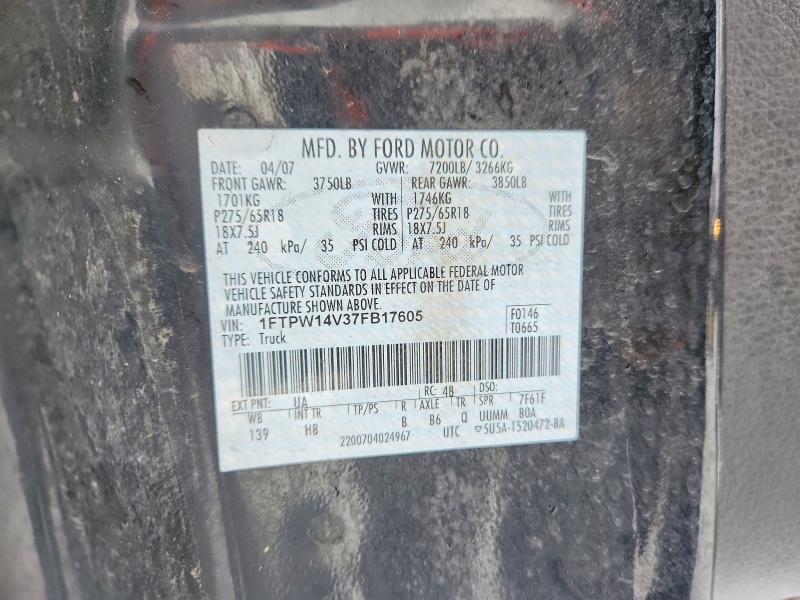 MFD. BY FORD MOTOR CO.
DATE: 04/07 GVWR: 7200LB/ 3266KG
FRONT GAWR: 3750LB REAR GAWR: 3850LB
1701KG WITH 1746KG WITH
P275/65R18 TIRES P275/65R18 TIRES
18X7.5J RIMS 18X7.5J RIMS
AT 240 kPa/ 35 PSI COLD AT 240 kPa/ 35 PSI COLD
THIS VEHICLE CONFORMS TO ALL APPLICABLE FEDERAL MOTOR
VEHICLE SAFETY STANDARDS IN EFFECT ON THE DATE OF
MANUFACTURE SHOWN ABOVE.
VIN: 1FTPW14V37FB17605 F0146
TYPE: Truck T0665
EXT PNT: UA RC: 48 DSO:
WB INT TR TP/PS R AXLE TR SPR 7F61F
139 HB B B6 Q UUMM BOA
2200704024967 UTC ▽5U5A-1520472-BA